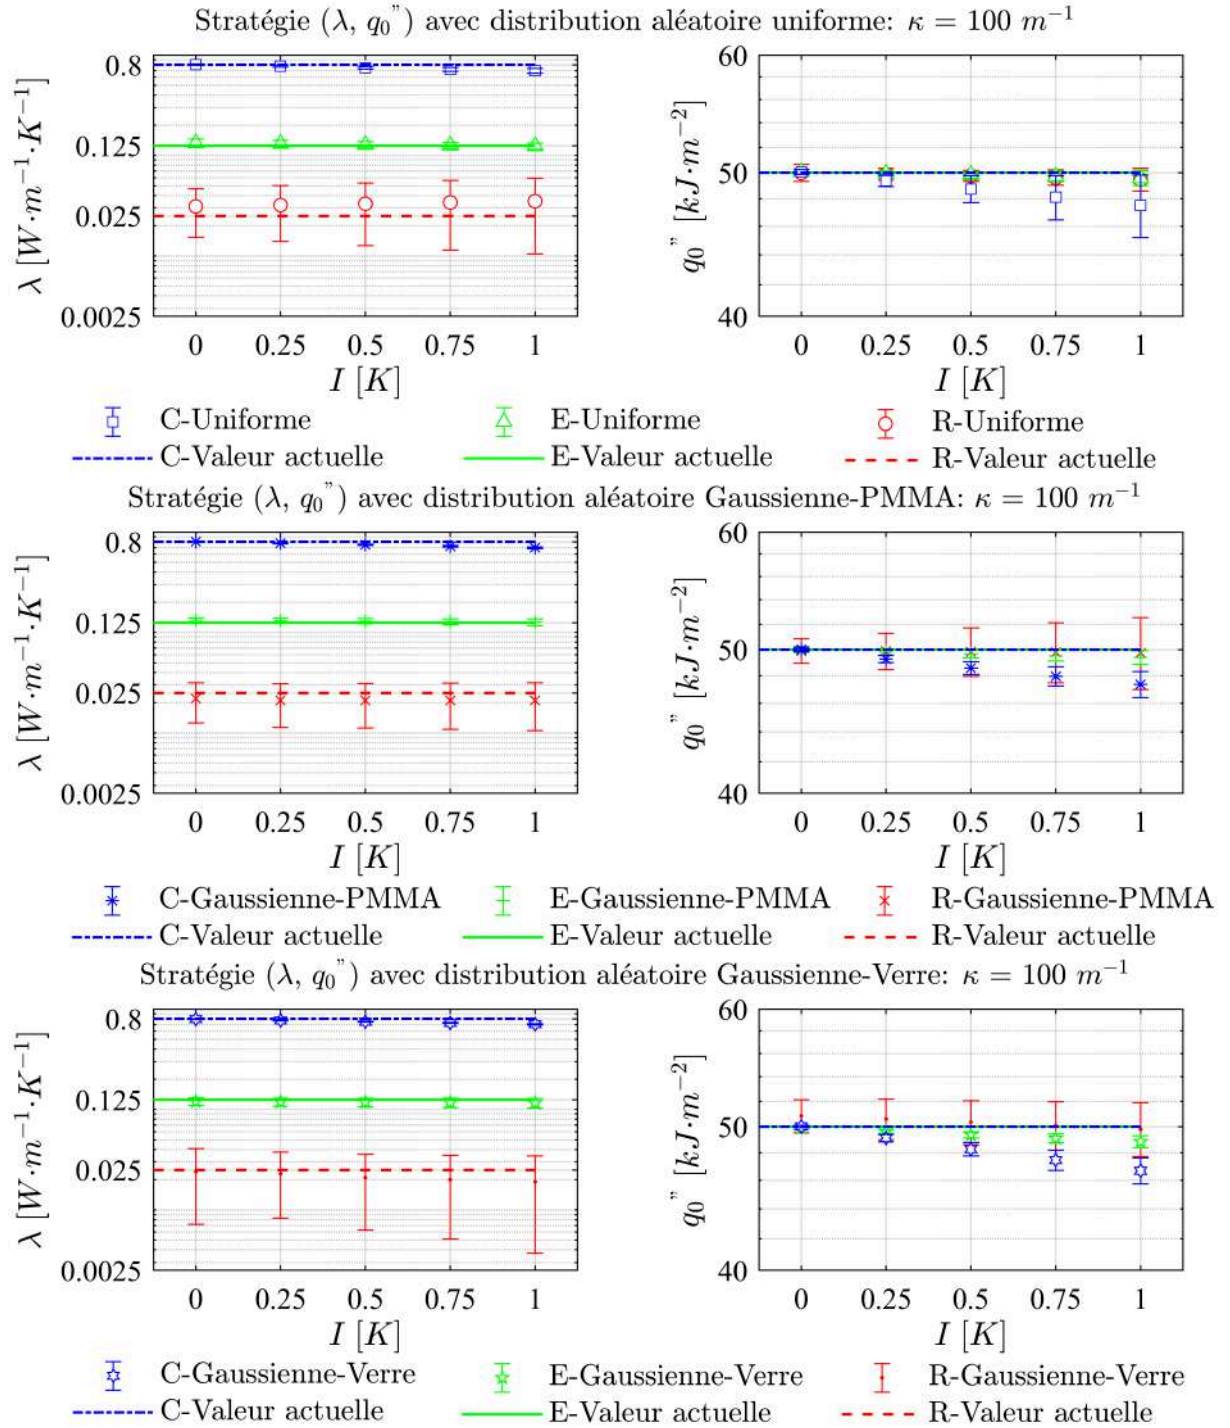 Stratégie (λ, q₀”) avec distribution aléatoire uniforme: κ = 100 m⁻¹
λ [W·m⁻¹·K⁻¹]
0.8
0.125
0.025
0.0025
0 0.25 0.5 0.75 1
I [K]
q₀” [kJ·m⁻²]
60
50
40
0 0.25 0.5 0.75 1
I [K]
C-Uniforme E-Uniforme R-Uniforme
C-Valeur actuelle E-Valeur actuelle R-Valeur actuelle
Stratégie (λ, q₀”) avec distribution aléatoire Gaussienne-PMMA: κ = 100 m⁻¹
λ [W·m⁻¹·K⁻¹]
0.8
0.125
0.025
0.0025
0 0.25 0.5 0.75 1
I [K]
q₀” [kJ·m⁻²]
60
50
40
0 0.25 0.5 0.75 1
I [K]
C-Gaussienne-PMMA E-Gaussienne-PMMA R-Gaussienne-PMMA
C-Valeur actuelle E-Valeur actuelle R-Valeur actuelle
Stratégie (λ, q₀”) avec distribution aléatoire Gaussienne-Verre: κ = 100 m⁻¹
λ [W·m⁻¹·K⁻¹]
0.8
0.125
0.025
0.0025
0 0.25 0.5 0.75 1
I [K]
q₀” [kJ·m⁻²]
60
50
40
0 0.25 0.5 0.75 1
I [K]
C-Gaussienne-Verre E-Gaussienne-Verre R-Gaussienne-Verre
C-Valeur actuelle E-Valeur actuelle R-Valeur actuelle